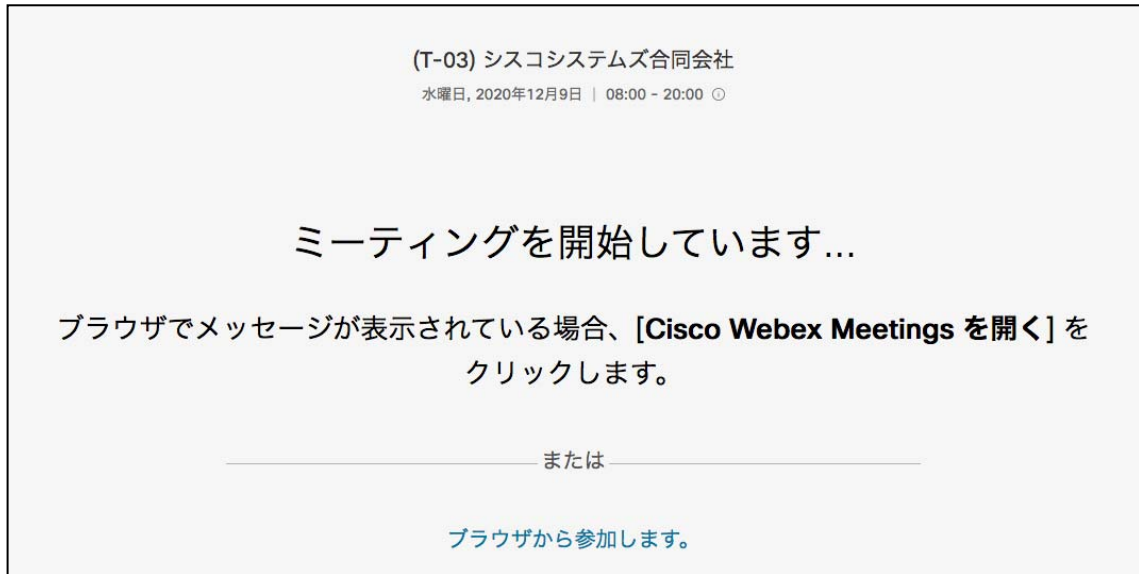 (T-03) シスコシステムズ合同会社
水曜日, 2020年12月9日 | 08:00 - 20:00
ミーティングを開始しています...
ブラウザでメッセージが表示されている場合、[Cisco Webex Meetings を開く] を
クリックします。
または
ブラウザから参加します。